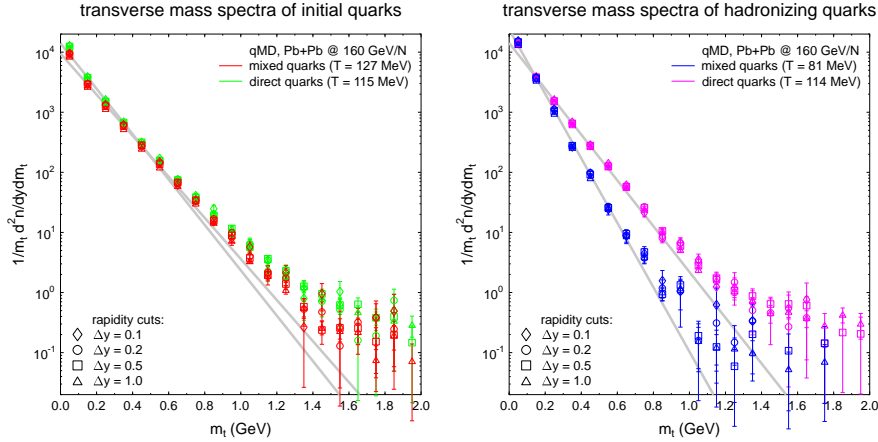 transverse mass spectra of initial quarks
10^4
10^3
10^2
10^1
10^0
10^-1
1/m_t d^2n/dydm_t
qMD, Pb+Pb @ 160 GeV/N
mixed quarks (T = 127 MeV)
direct quarks (T = 115 MeV)
rapidity cuts:
Δy = 0.1
Δy = 0.2
Δy = 0.5
Δy = 1.0
0.0 0.2 0.4 0.6 0.8 1.0 1.2 1.4 1.6 1.8 2.0
m_t (GeV)
transverse mass spectra of hadronizing quarks
10^4
10^3
10^2
10^1
10^0
10^-1
1/m_t d^2n/dydm_t
qMD, Pb+Pb @ 160 GeV/N
mixed quarks (T = 81 MeV)
direct quarks (T = 114 MeV)
rapidity cuts:
Δy = 0.1
Δy = 0.2
Δy = 0.5
Δy = 1.0
0.0 0.2 0.4 0.6 0.8 1.0 1.2 1.4 1.6 1.8 2.0
m_t (GeV)